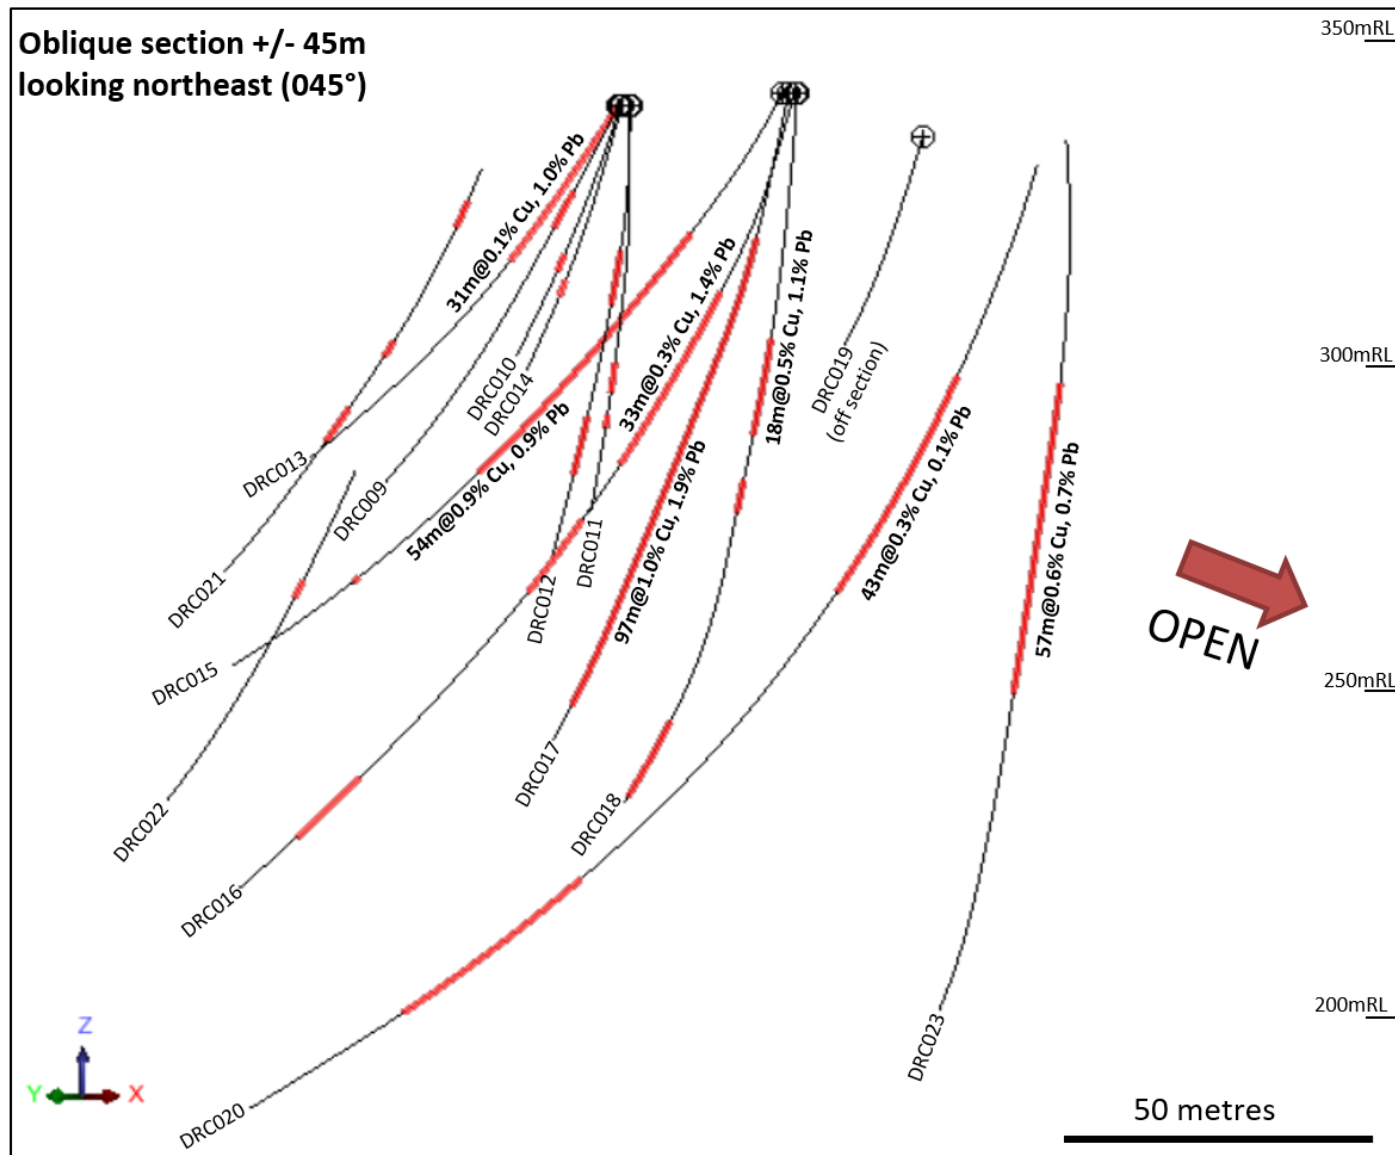 Oblique section +/- 45m
looking northeast (045°)
350mRL
31m@0.1% Cu, 1.0% Pb
33m@0.3% Cu, 1.4% Pb
18m@0.5% Cu, 1.1% Pb
300mRL
DRC010
DRC014
DRC019
(off section)
54m@0.9% Cu, 0.9% Pb
DRC013
DRC009
43m@0.3% Cu, 0.1% Pb
97m@1.0% Cu, 1.9% Pb
57m@0.6% Cu, 0.7% Pb
DRC011
DRC012
DRC021
OPEN
DRC015
250mRL
DRC017
DRC022
DRC018
DRC016
200mRL
DRC023
Z
Y
X
DRC020
50 metres